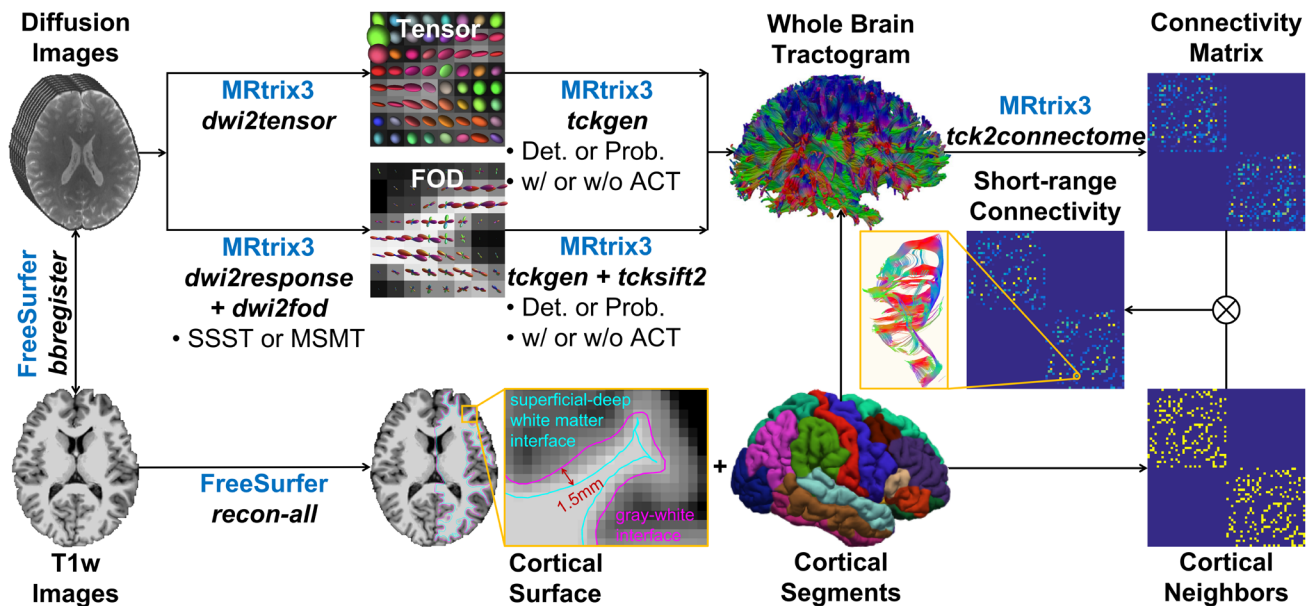 Diffusion
Images
MRtrix3
dwi2tensor
Tensor
MRtrix3
tckgen
• Det. or Prob.
• w/ or w/o ACT
Whole Brain
Tractogram
MRtrix3
tck2connectome
Connectivity
Matrix
MRtrix3
dwi2response
+ dwi2fod
• SSST or MSMT
FOD
MRtrix3
tckgen + tcksift2
• Det. or Prob.
• w/ or w/o ACT
Short-range
Connectivity
FreeSurfer
bbregister
T1w
Images
FreeSurfer
recon-all
superficial-deep
white matter
interface
1.5mm
gray-white
interface
Cortical
Surface
+
Cortical
Segments
Cortical
Neighbors